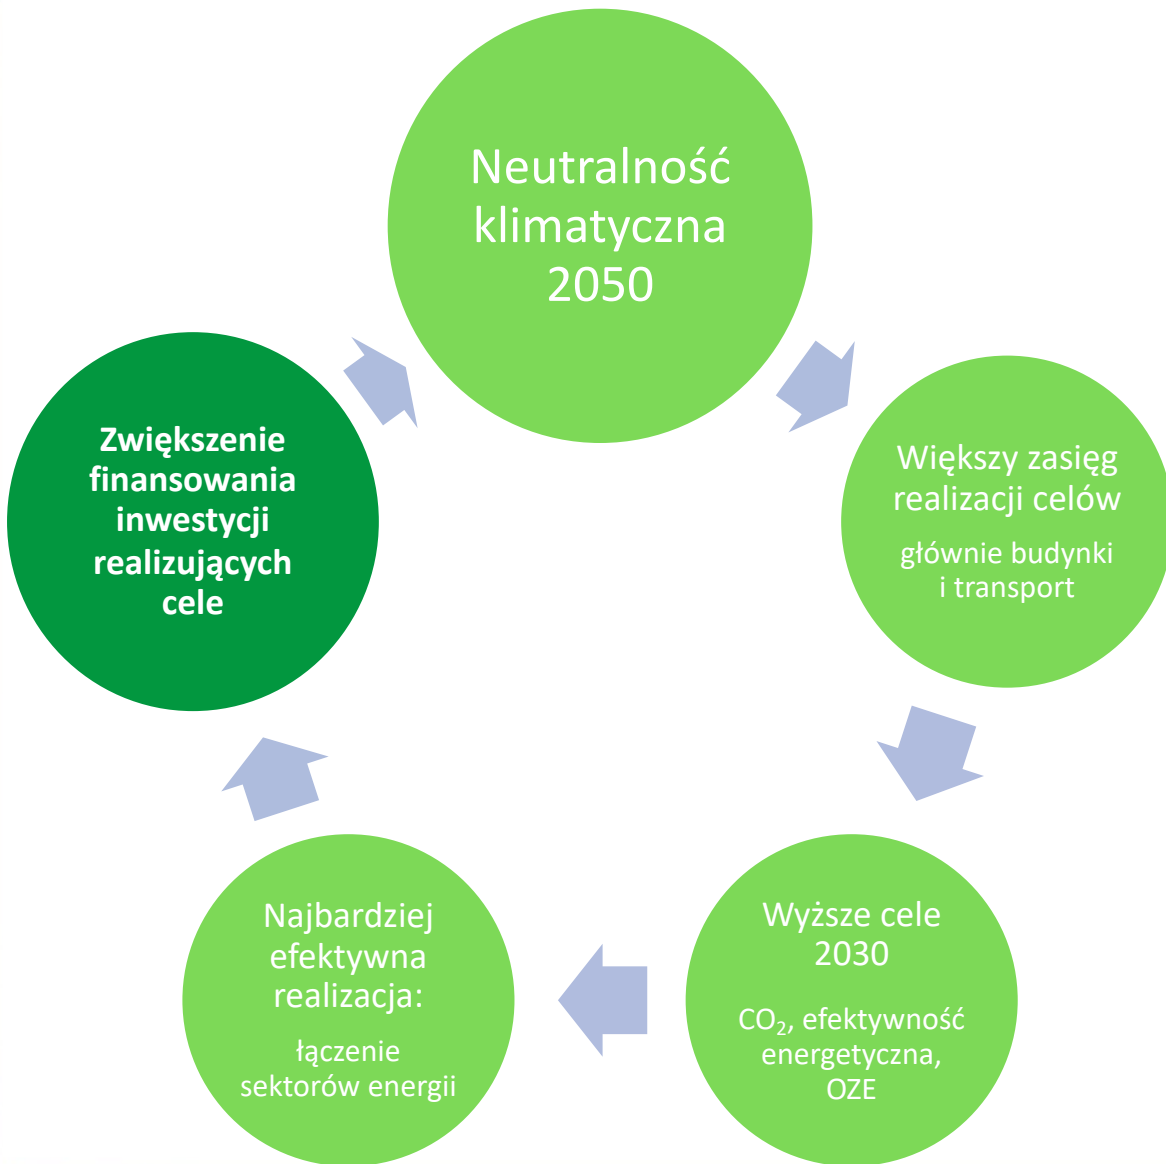 Neutralność
klimatyczna
2050
Większy zasięg
realizacji celów
głównie budynki
i transport
Wyższe cele
2030
CO₂, efektywność
energetyczna,
OZE
Najbardziej
efektywna
realizacja:
łączenie
sektorów energii
Zwiększenie
finansowania
inwestycji
realizujących
cele